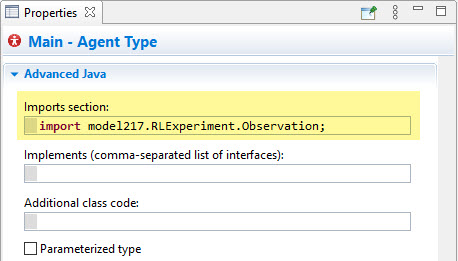 Properties
Main - Agent Type
Advanced Java
Imports section:
import model217.RLExperiment.Observation;
Implements (comma-separated list of interfaces):
Additional class code:
Parameterized type